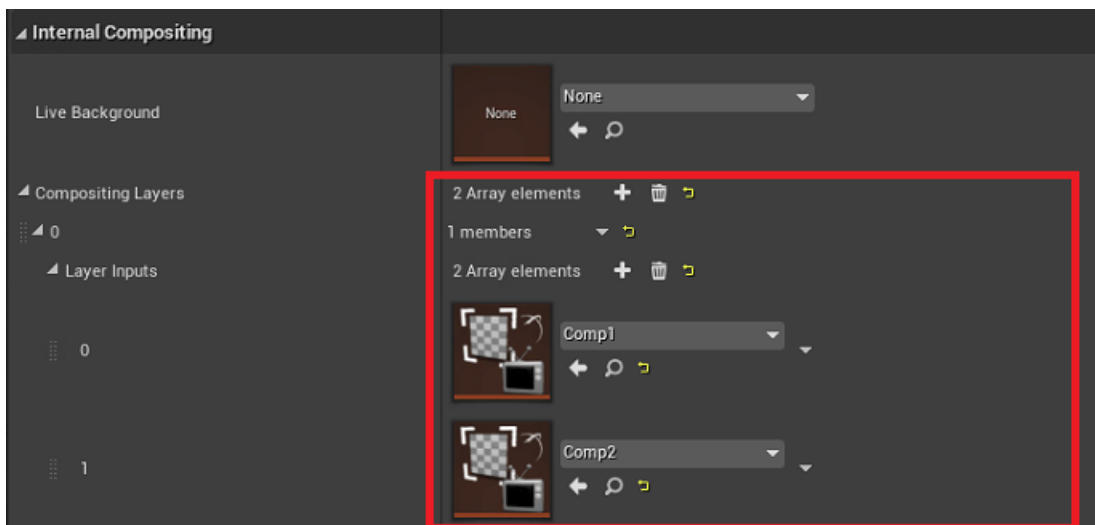 Internal Compositing
Live Background
None
None
Compositing Layers
2 Array elements
0
1 members
Layer Inputs
2 Array elements
0
Comp1
1
Comp2